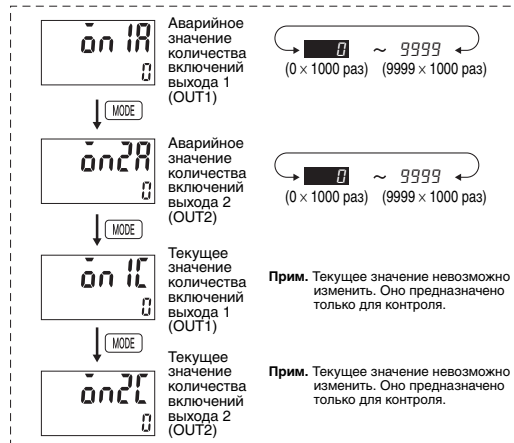 on 1A
0
Аварийное
значение
количества
включений
выхода 1
(OUT1)
0 ~ 9999
(0 × 1000 раз) (9999 × 1000 раз)
MODE
on2A
0
Аварийное
значение
количества
включений
выхода 2
(OUT2)
0 ~ 9999
(0 × 1000 раз) (9999 × 1000 раз)
MODE
on 1C
0
Текущее
значение
количества
включений
выхода 1
(OUT1)
Прим. Текущее значение невозможно
изменить. Оно предназначено
только для контроля.
MODE
on2C
0
Текущее
значение
количества
включений
выхода 2
(OUT2)
Прим. Текущее значение невозможно
изменить. Оно предназначено
только для контроля.